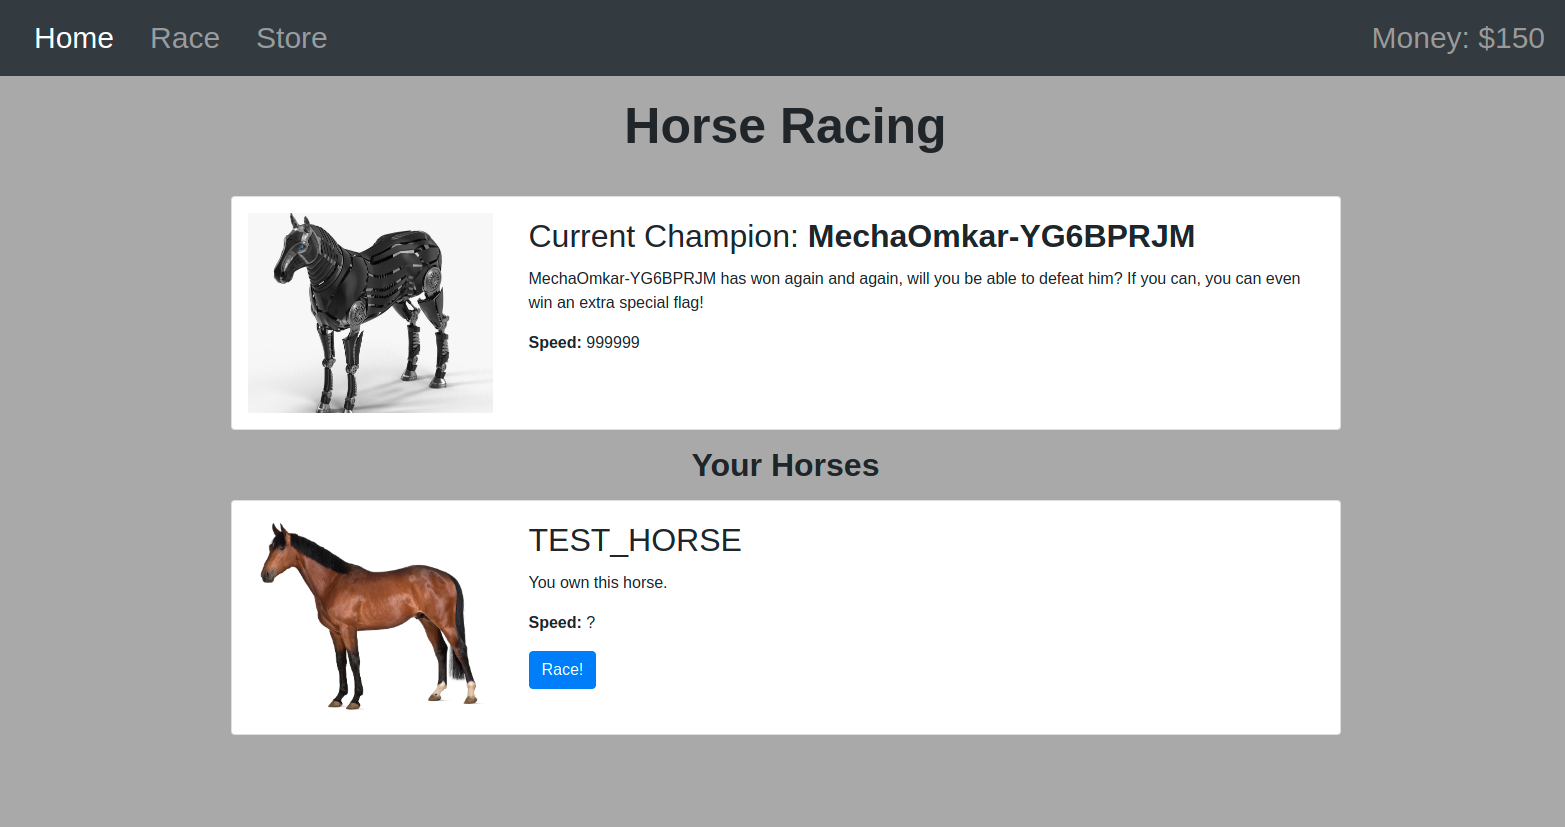 Home Race Store Money: $150
Horse Racing
Current Champion: MechaOmkar-YG6BPRJM
MechaOmkar-YG6BPRJM has won again and again, will you be able to defeat him? If you can, you can even
win an extra special flag!
Speed: 999999
Your Horses
TEST_HORSE
You own this horse.
Speed: ?
Race!